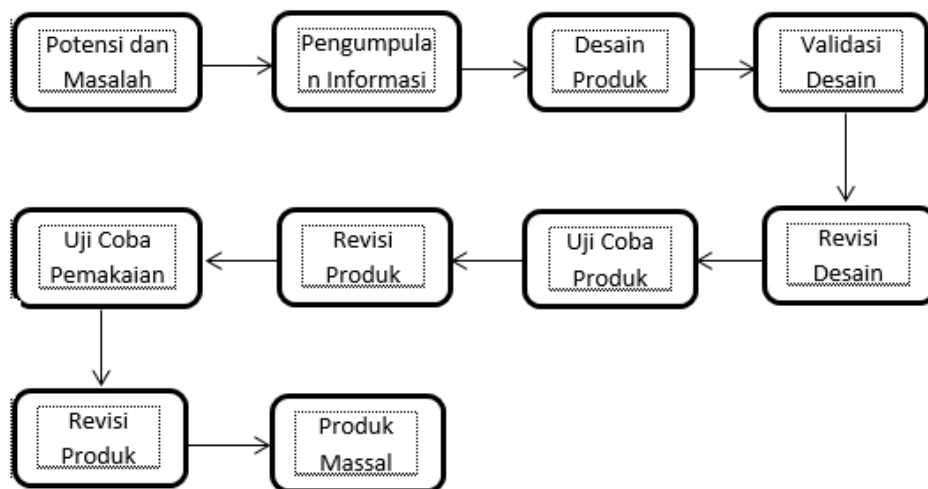 Potensi dan
Masalah
Pengumpula
n Informasi
Desain
Produk
Validasi
Desain
Revisi
Desain
Uji Coba
Produk
Revisi
Produk
Uji Coba
Pemakaian
Revisi
Produk
Produk
Massal